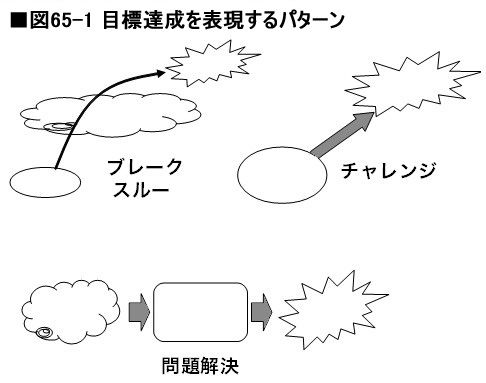 ■図65-1 目標達成を表現するパターン
ブレーク
スルー
チャレンジ
問題解決